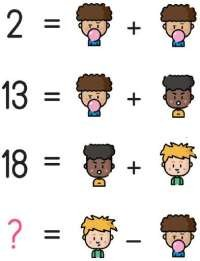 2 = +
13 = +
18 = +
? = −